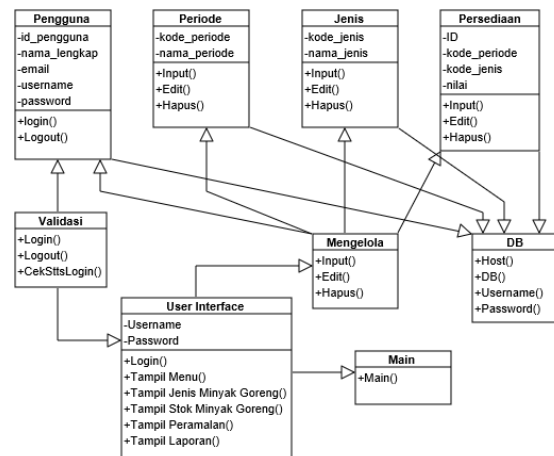 Pengguna
-id_pengguna
-nama_lengkap
-email
-username
-password
+login()
+Logout()
Periode
-kode_periode
-nama_periode
+Input()
+Edit()
+Hapus()
Jenis
-kode_jenis
-nama_jenis
+Input()
+Edit()
+Hapus()
Persediaan
-ID
-kode_periode
-kode_jenis
-nilai
+Input()
+Edit()
+Hapus()
Validasi
+Login()
+Logout()
+CekSttsLogin()
Mengelola
+Input()
+Edit()
+Hapus()
DB
+Host()
+DB()
+Username()
+Password()
User Interface
-Username
-Password
+Login()
+Tampil Menu()
+Tampil Jenis Minyak Goreng()
+Tampil Stok Minyak Goreng()
+Tampil Peramalan()
+Tampil Laporan()
Main
+Main()